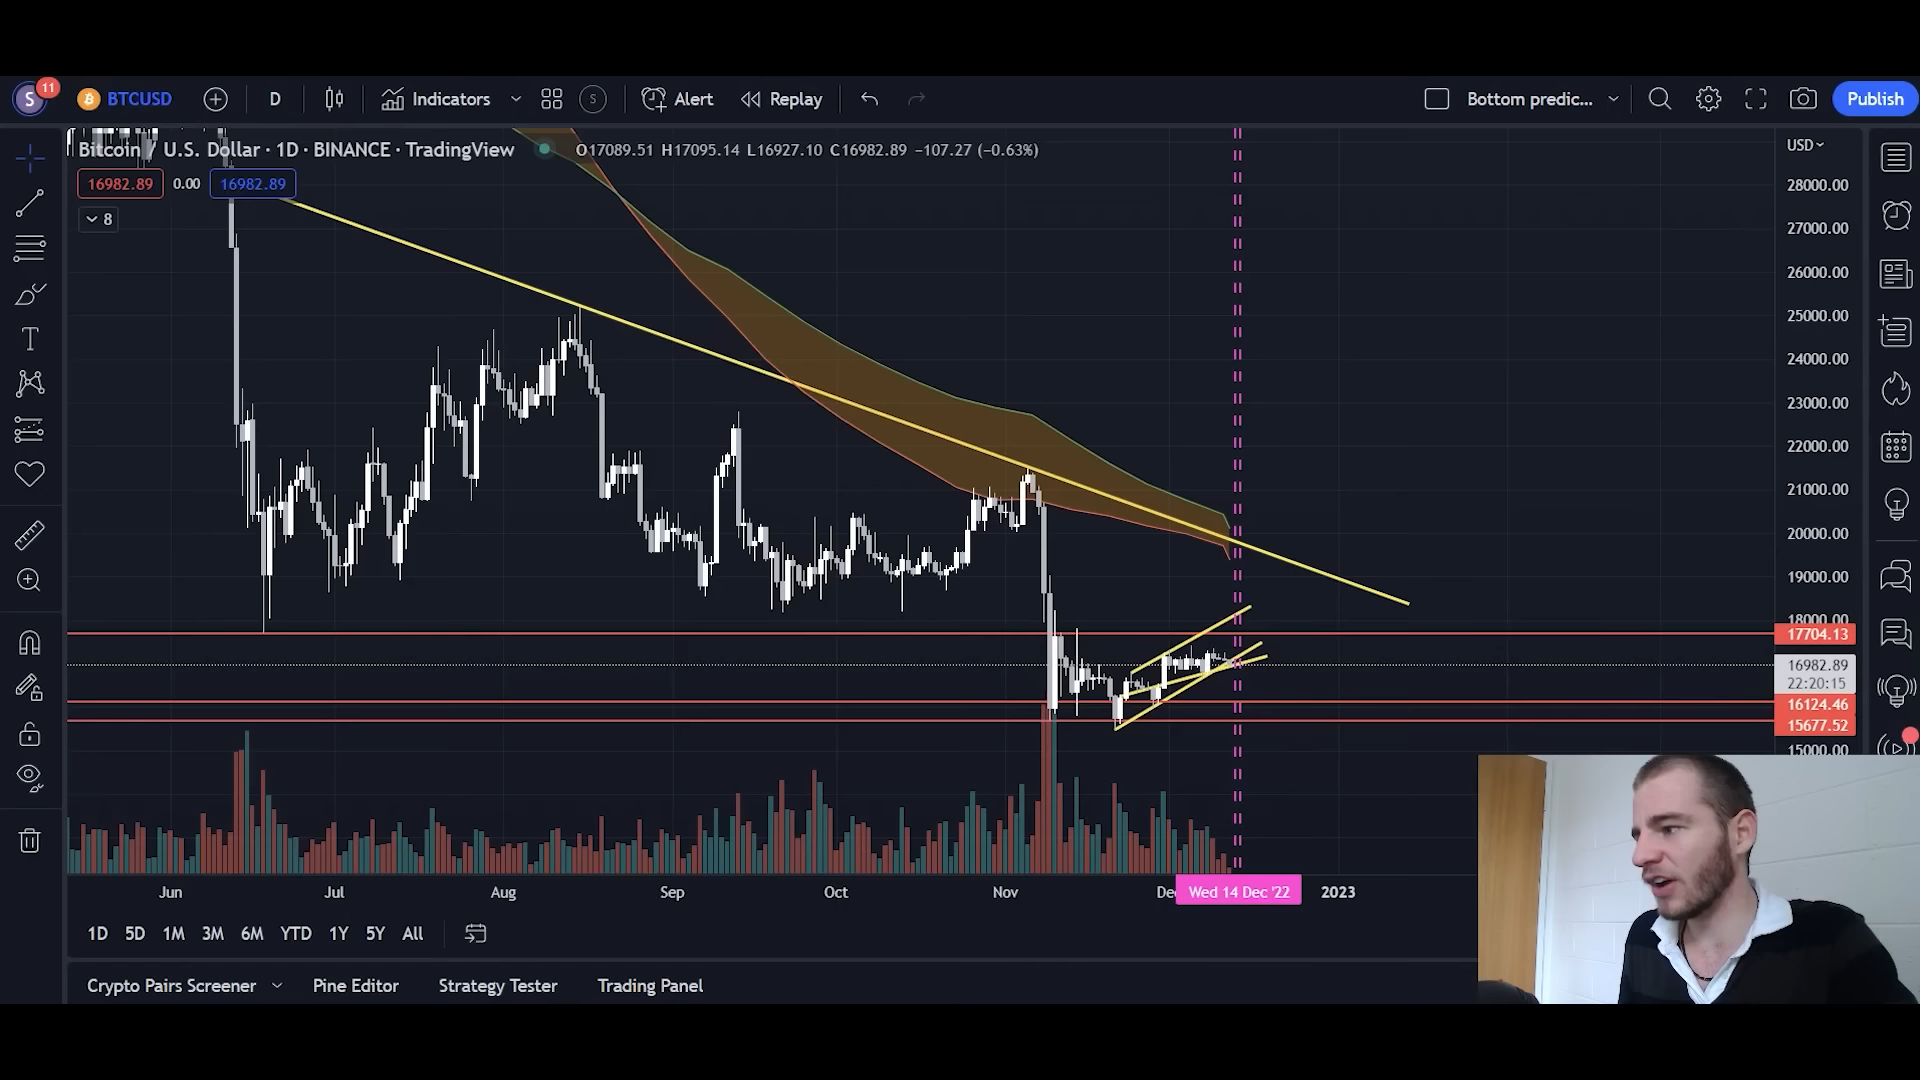 S 11 BTCUSD D Indicators S Alert Replay Bottom predic... Publish
Bitcoin / U.S. Dollar · 1D · BINANCE · TradingView O17089.51 H17095.14 L16927.10 C16982.89 −107.27 (−0.63%)
USD
16982.89 0.00 16982.89
8
28000.00
27000.00
26000.00
25000.00
24000.00
23000.00
22000.00
21000.00
20000.00
19000.00
18000.00
17704.13
16982.89
22:20:15
16124.46
15677.52
15000.00
Jun Jul Aug Sep Oct Nov Dec Wed 14 Dec '22 2023
1D 5D 1M 3M 6M YTD 1Y 5Y All
Crypto Pairs Screener Pine Editor Strategy Tester Trading Panel